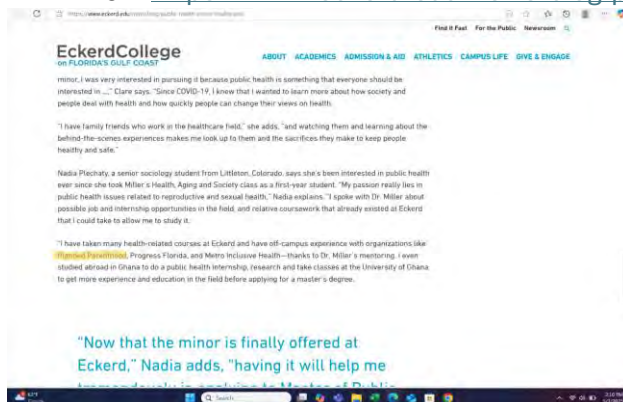 https://www.eckerd.edu
Find It Fast For the Public Newsroom
EckerdCollege
on FLORIDA'S GULF COAST
ABOUT ACADEMICS ADMISSION & AID ATHLETICS CAMPUS LIFE GIVE & ENGAGE
minor, I was very interested in pursuing it because public health is something that everyone should be
interested in ...," Clare says. "Since COVID-19, I knew that I wanted to learn more about how society and
people deal with health and how quickly people can change their views on health.
"I have family friends who work in the healthcare field," she adds, "and watching them and learning about the
behind-the-scenes experiences makes me look up to them and the sacrifices they make to keep people
healthy and safe."
Nadia Plechaty, a senior sociology student from Littleton, Colorado, says she's been interested in public health
ever since she took Miller's Health, Aging and Society class as a first-year student. "My passion really lies in
public health issues related to reproductive and sexual health," Nadia explains. "I spoke with Dr. Miller about
possible job and internship opportunities in the field, and relative coursework that already existed at Eckerd
that I could take to allow me to study it.
"I have taken many health-related courses at Eckerd and have off-campus experience with organizations like
Planned Parenthood, Progress Florida, and Metro Inclusive Health—thanks to Dr. Miller's mentoring. I even
studied abroad in Ghana to do a public health internship, research and take classes at the University of Ghana
to get more experience and education in the field before applying for a master's degree.
"Now that the minor is finally offered at
Eckerd," Nadia adds, "having it will help me
Search